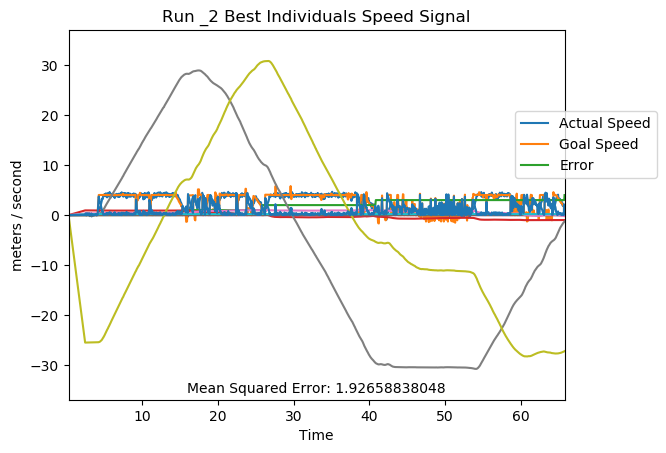 Run _2 Best Individuals Speed Signal
meters / second
30
20
10
0
−10
−20
−30
Actual Speed
Goal Speed
Error
Mean Squared Error: 1.92658838048
10 20 30 40 50 60
Time